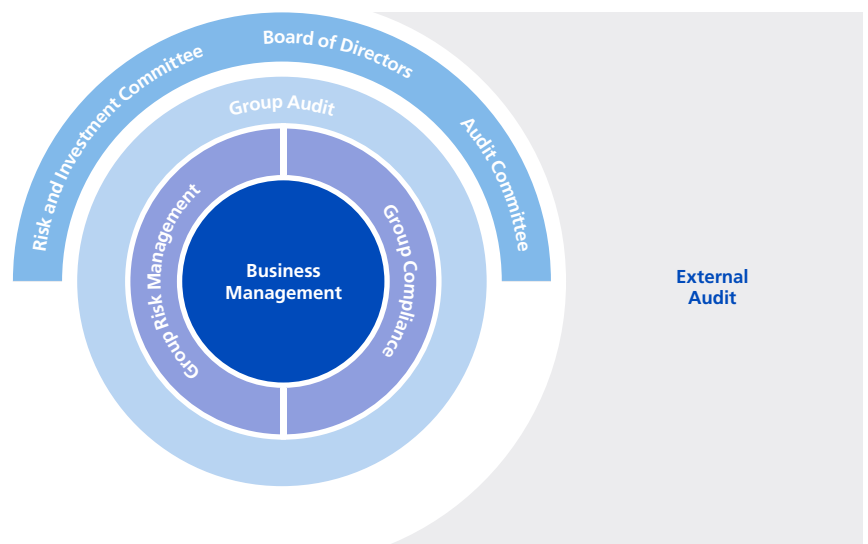 Board of Directors
Risk and Investment Committee
Audit Committee
Group Audit
Group Risk Management
Group Compliance
Business
Management
External
Audit